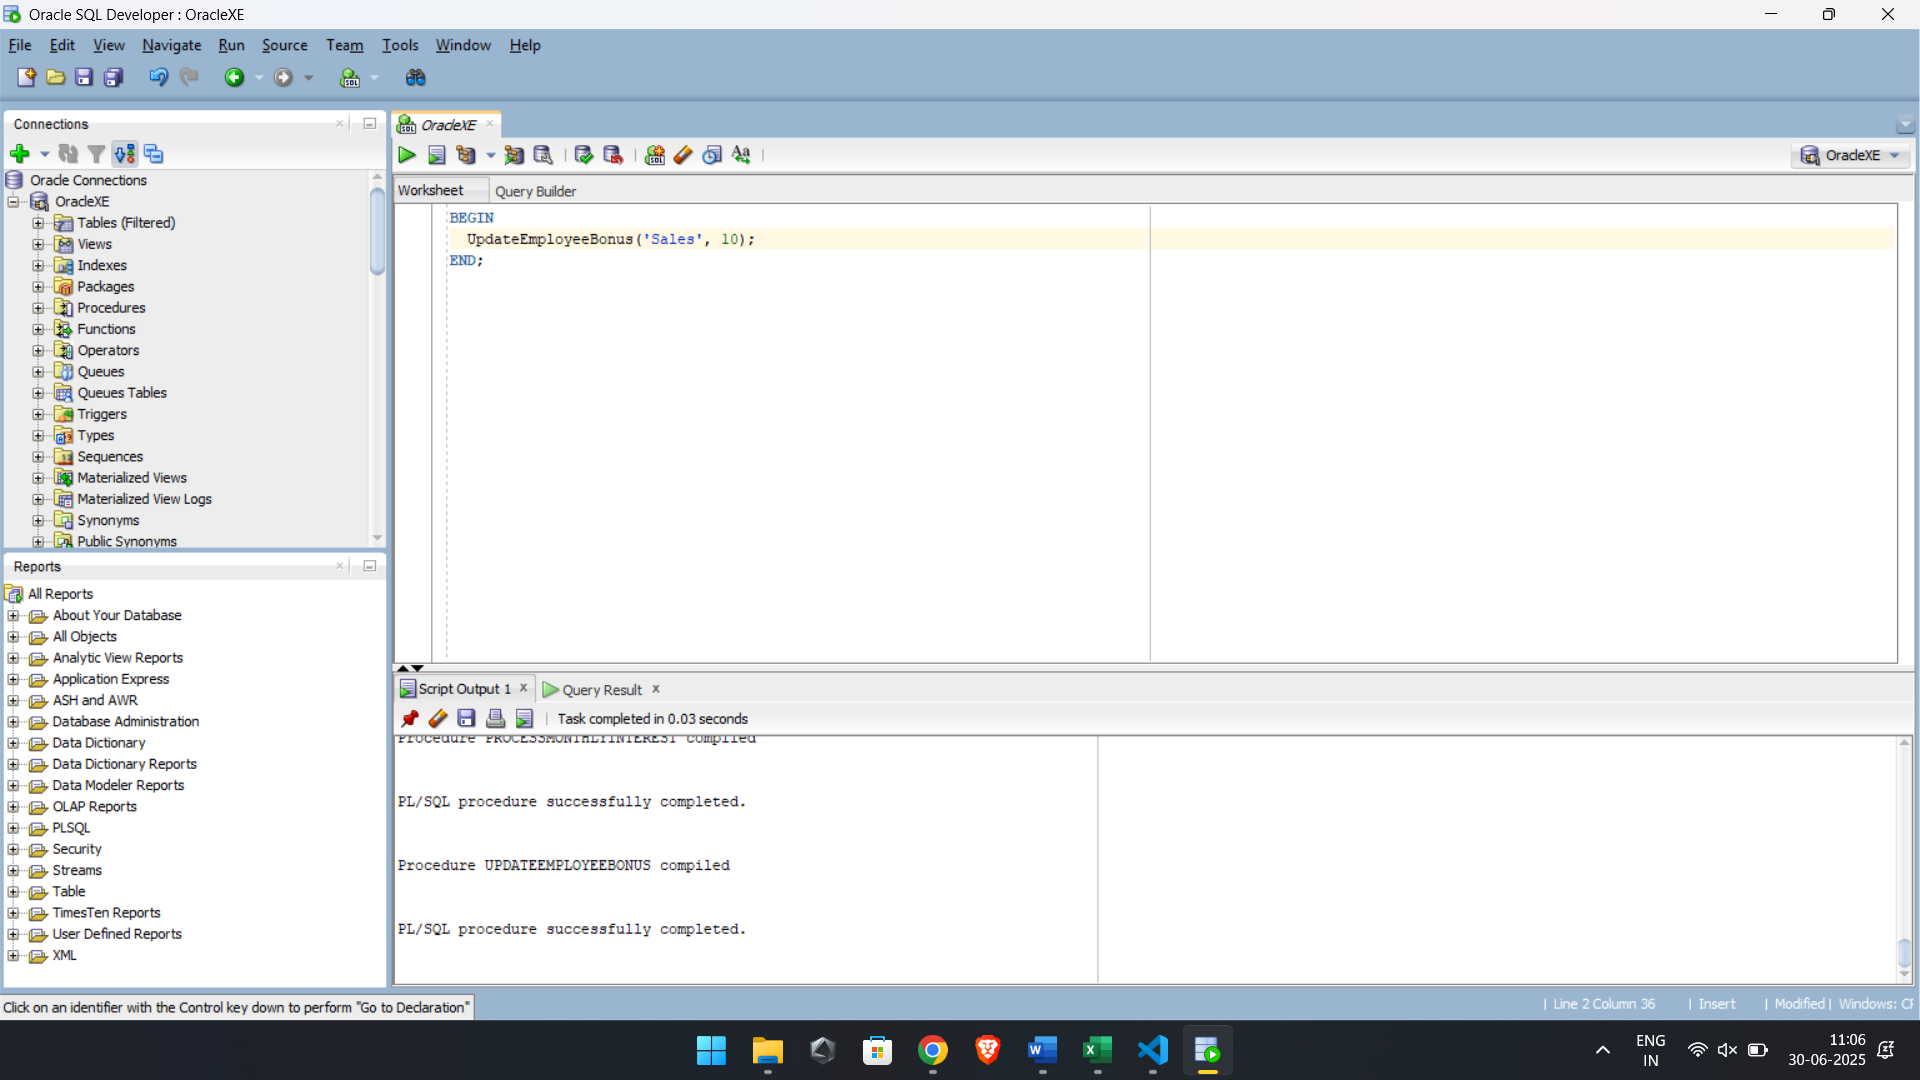 Oracle SQL Developer : OracleXE
File Edit View Navigate Run Source Team Tools Window Help
Connections
OracleXE
OracleXE
Worksheet Query Builder
Oracle Connections
OracleXE
Tables (Filtered)
Views
Indexes
Packages
Procedures
Functions
Operators
Queues
Queues Tables
Triggers
Types
Sequences
Materialized Views
Materialized View Logs
Synonyms
Public Synonyms
BEGIN
UpdateEmployeeBonus('Sales', 10);
END;
Reports
All Reports
About Your Database
All Objects
Analytic View Reports
Application Express
ASH and AWR
Database Administration
Data Dictionary
Data Dictionary Reports
Data Modeler Reports
OLAP Reports
PLSQL
Security
Streams
Table
TimesTen Reports
User Defined Reports
XML
Script Output 1 Query Result
Task completed in 0.03 seconds
Procedure PROCESSMONTHLYINTEREST compiled
PL/SQL procedure successfully completed.
Procedure UPDATEEMPLOYEEBONUS compiled
PL/SQL procedure successfully completed.
Click on an identifier with the Control key down to perform "Go to Declaration"
Line 2 Column 36 Insert Modified Windows: CF
ENG
IN
11:06
30-06-2025